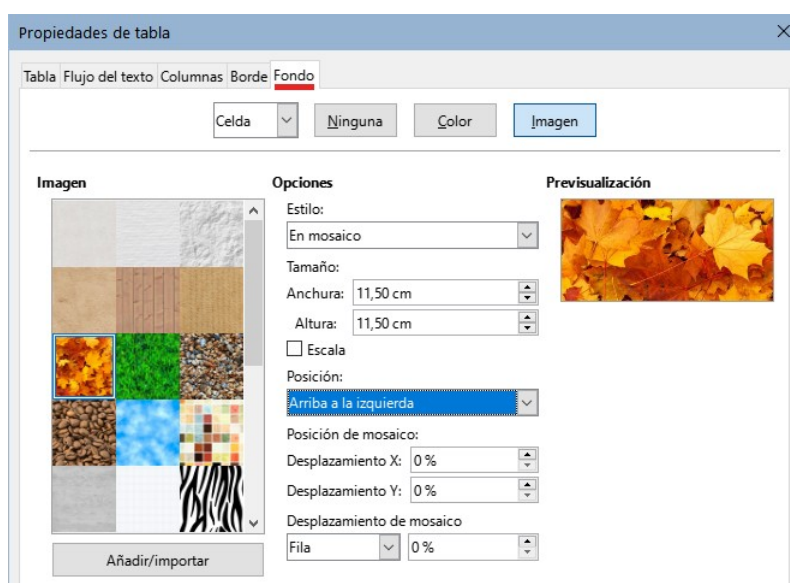 Propiedades de tabla
Tabla Flujo del texto Columnas Borde Fondo
Celda Ninguna Color Imagen
Imagen
Opciones
Estilo:
En mosaico
Tamaño:
Anchura: 11,50 cm
Altura: 11,50 cm
Escala
Posición:
Arriba a la izquierda
Posición de mosaico:
Desplazamiento X: 0 %
Desplazamiento Y: 0 %
Desplazamiento de mosaico
Fila 0 %
Previsualización
Añadir/importar